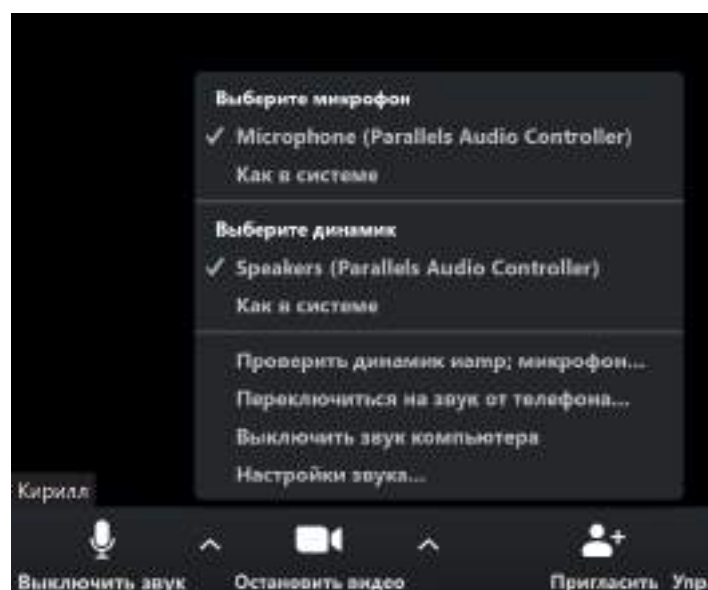 Выберите микрофон
Microphone (Parallels Audio Controller)
Как в системе
Выберите динамик
Speakers (Parallels Audio Controller)
Как в системе
Проверить динамик иamp; микрофон...
Переключиться на звук от телефона...
Выключить звук компьютера
Настройки звука...
Кирилл
Выключить звук Остановить видео Пригласить Упр